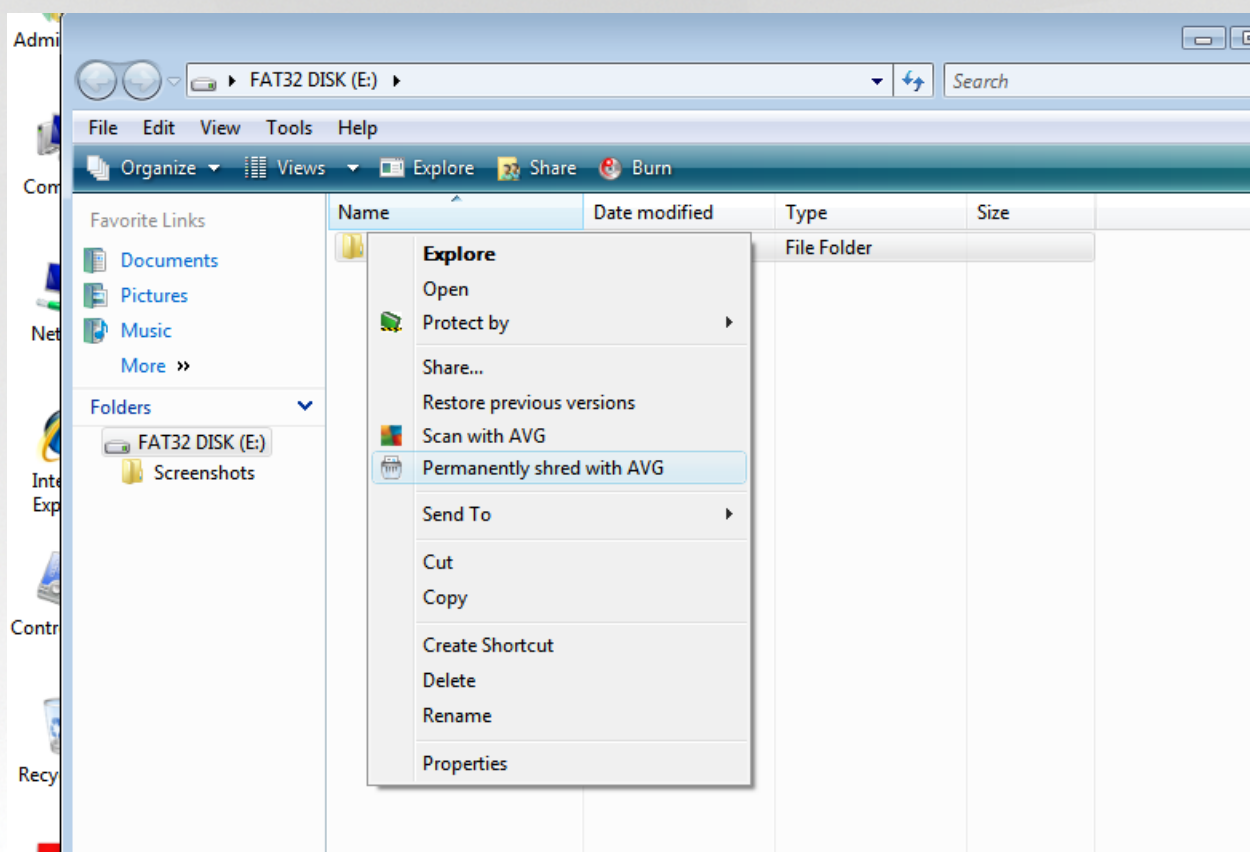 Admi
Com
Net
Inte
Exp
Contr
Recy
FAT32 DISK (E:)
Search
File Edit View Tools Help
Organize Views Explore Share Burn
Favorite Links
Documents
Pictures
Music
More »
Folders
FAT32 DISK (E:)
Screenshots
Name Date modified Type Size
File Folder
Explore
Open
Protect by
Share...
Restore previous versions
Scan with AVG
Permanently shred with AVG
Send To
Cut
Copy
Create Shortcut
Delete
Rename
Properties